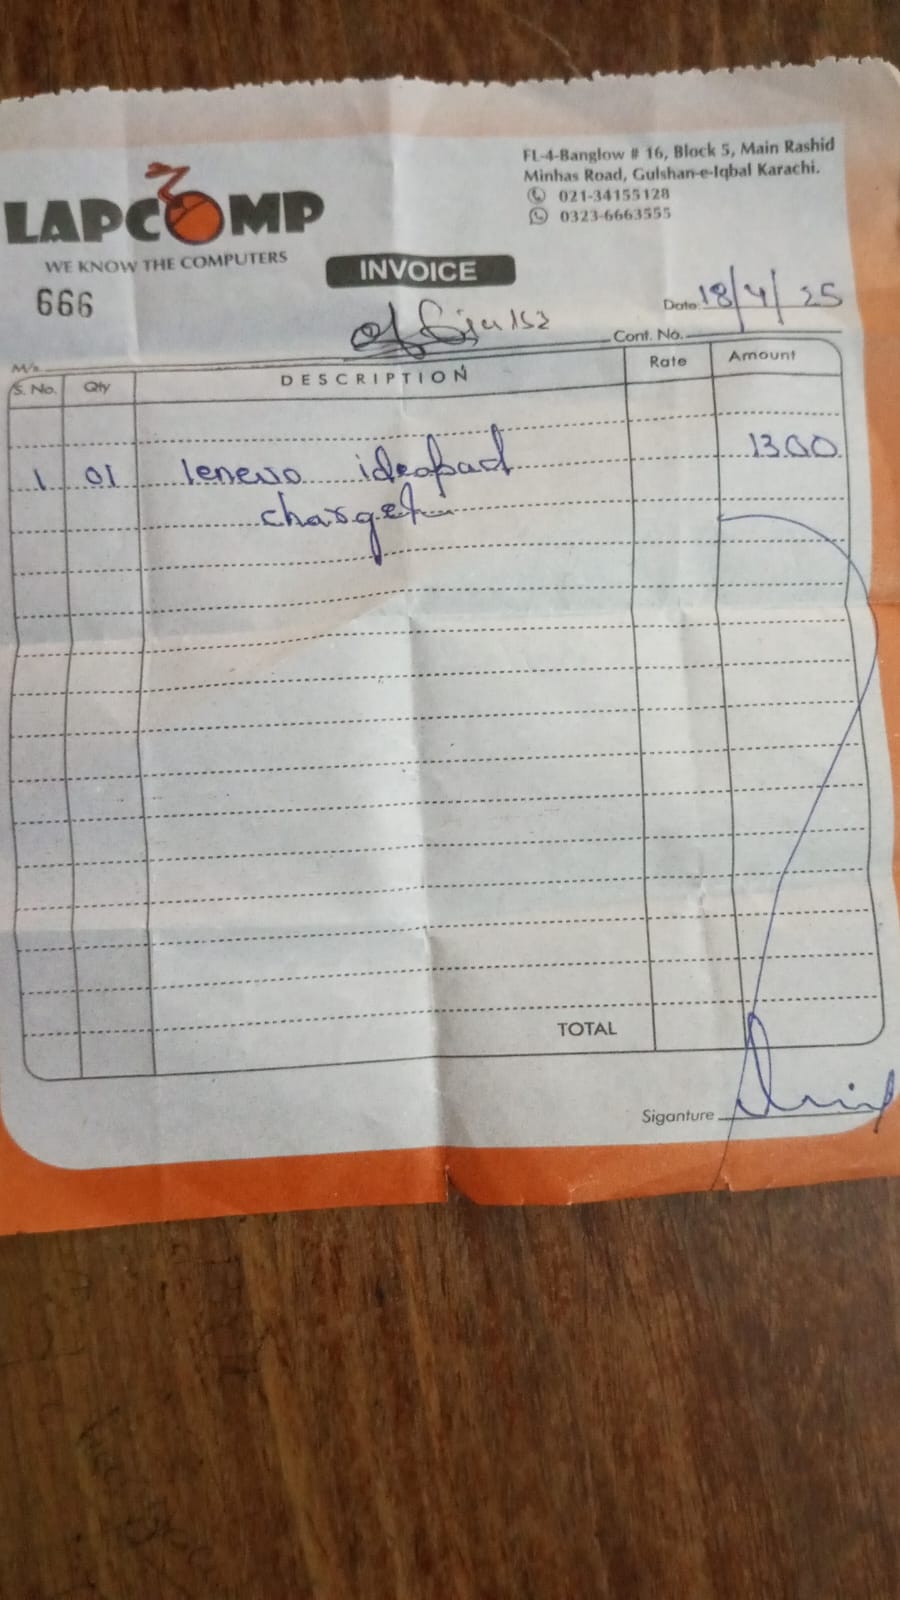 FL-4-Banglow # 16, Block 5, Main Rashid
Minhas Road, Gulshan-e-Iqbal Karachi.
021-34155128
0323-6663555
LAPCOMP
WE KNOW THE COMPUTERS
INVOICE
666
Date: 18/4/25
Cont. No.
M/s.
S. No. Qty DESCRIPTION Rate Amount
1 01 lenevo ideapad 1300
charger
TOTAL
Siganture